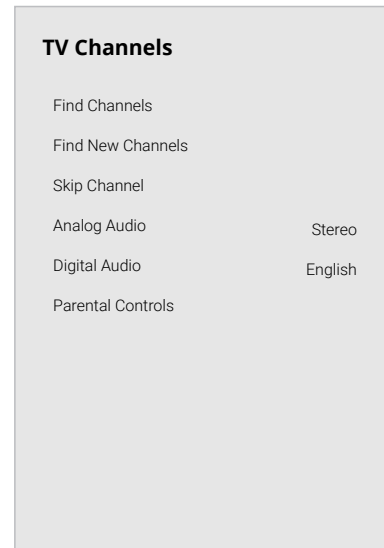 TV Channels
Find Channels
Find New Channels
Skip Channel
Analog Audio Stereo
Digital Audio English
Parental Controls